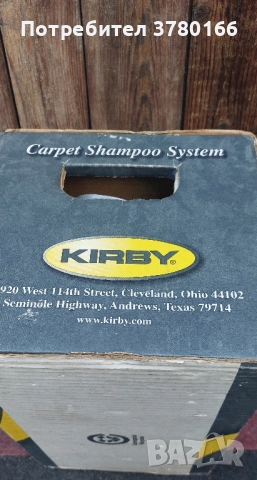 Потребител 3780166
Carpet Shampoo System
KIRBY
920 West 114th Street, Cleveland, Ohio 44102
Seminole Highway, Andrews, Texas 79714
www.kirby.com
BAZAR